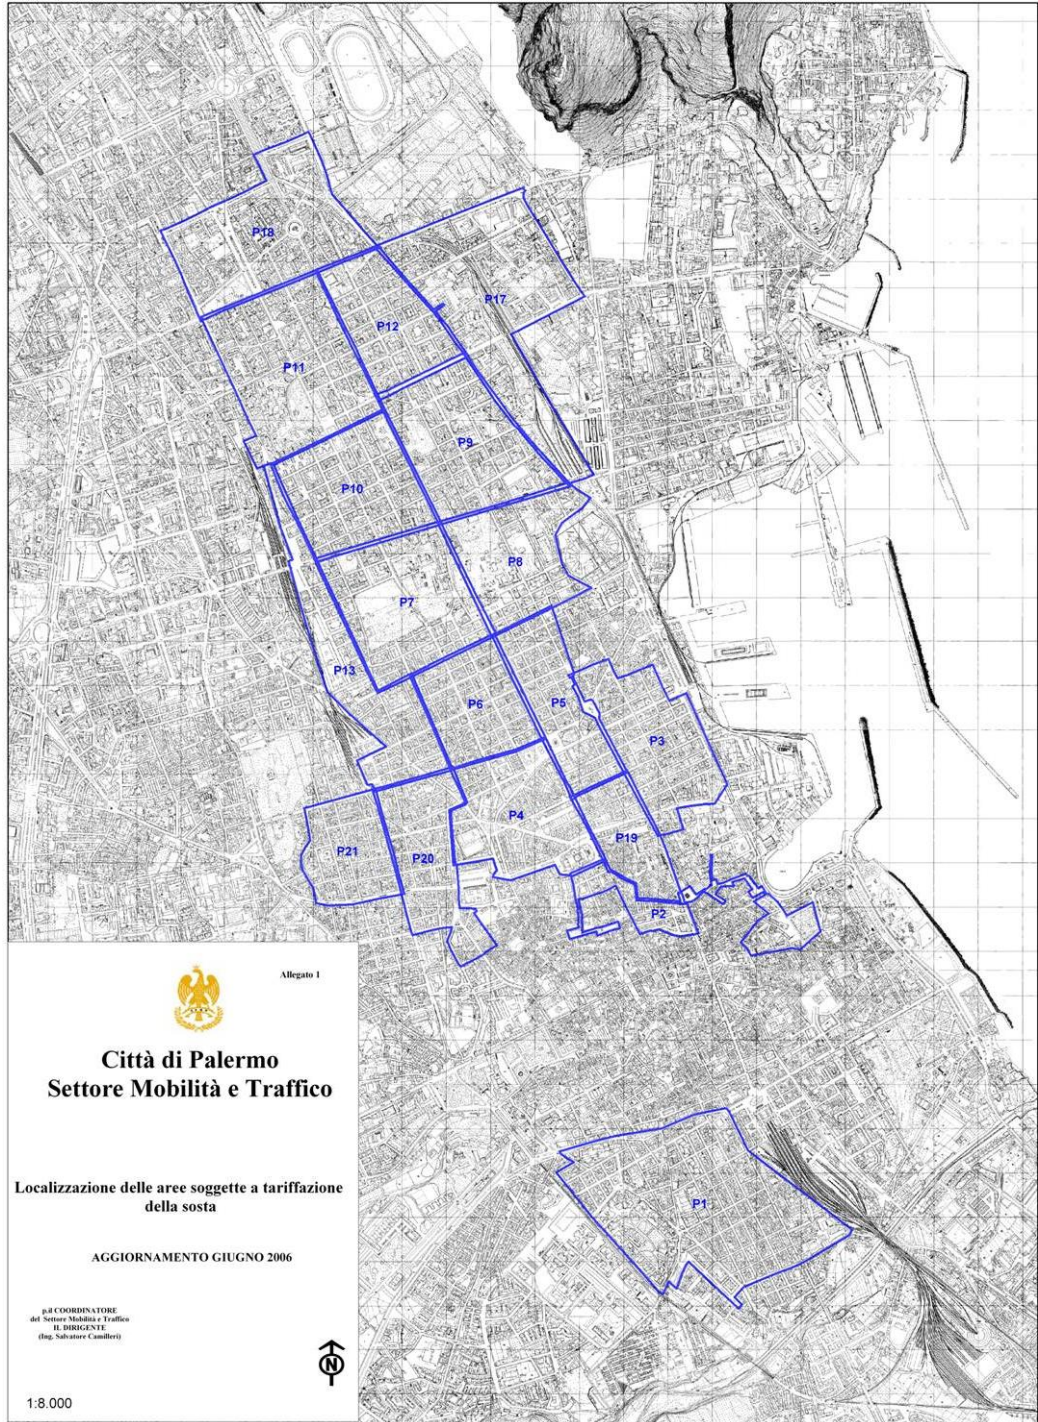 P18
P17
P12
P11
P9
P10
P8
P7
P13
P6
P5
P3
P4
P19
P21
P20
P2
Allegato 1
Città di Palermo
Settore Mobilità e Traffico
P1
Localizzazione delle aree soggette a tariffazione
della sosta
AGGIORNAMENTO GIUGNO 2006
p.il COORDINATORE
del Settore Mobilità e Traffico
IL DIRIGENTE
(Ing. Salvatore Camilleri)
N
1:8.000